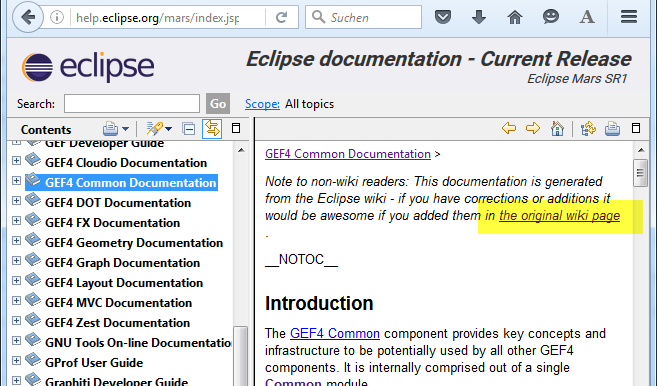 help.eclipse.org/mars/index.jsp
Suchen
eclipse
Eclipse documentation - Current Release
Eclipse Mars SR1
Search:
Go
Scope: All topics
Contents
GEF Developer Guide
GEF4 Cloudio Documentation
GEF4 Common Documentation
GEF4 DOT Documentation
GEF4 FX Documentation
GEF4 Geometry Documentation
GEF4 Graph Documentation
GEF4 Layout Documentation
GEF4 MVC Documentation
GEF4 Zest Documentation
GNU Tools On-line Documentation
GProf User Guide
Graphiti Developer Guide
GEF4 Common Documentation >
Note to non-wiki readers: This documentation is generated
from the Eclipse wiki - if you have corrections or additions it
would be awesome if you added them in the original wiki page
.
__NOTOC__
Introduction
The GEF4 Common component provides key concepts and
infrastructure to be potentially used by all other GEF4
components. It is internally comprised out of a single
Common module.